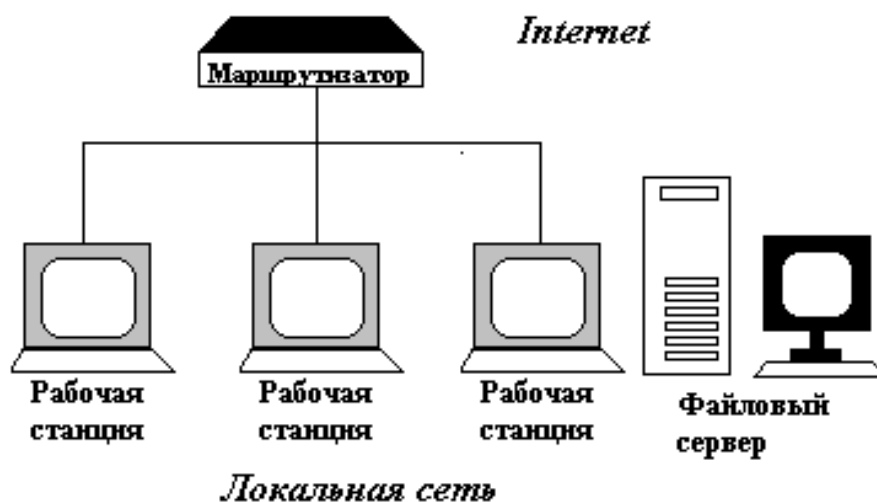 Internet
Маршрутизатор
Рабочая
станция
Рабочая
станция
Рабочая
станция
Файловый
сервер
Локальная сеть